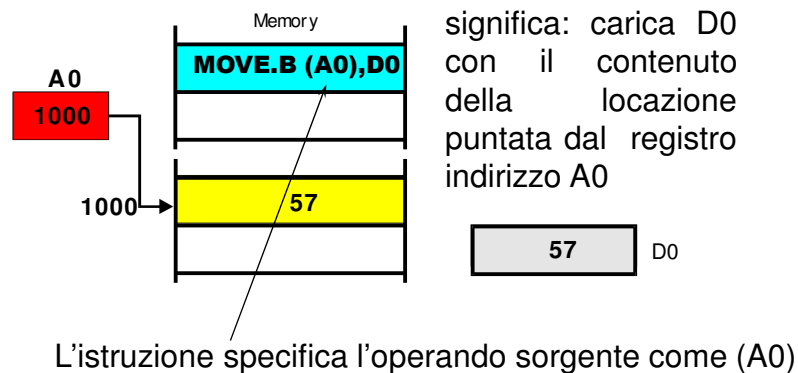 Memory
MOVE.B (A0),D0
A0
1000
1000
57
significa: carica D0
con il contenuto
della locazione
puntata dal registro
indirizzo A0
57 D0
L'istruzione specifica l'operando sorgente come (A0)